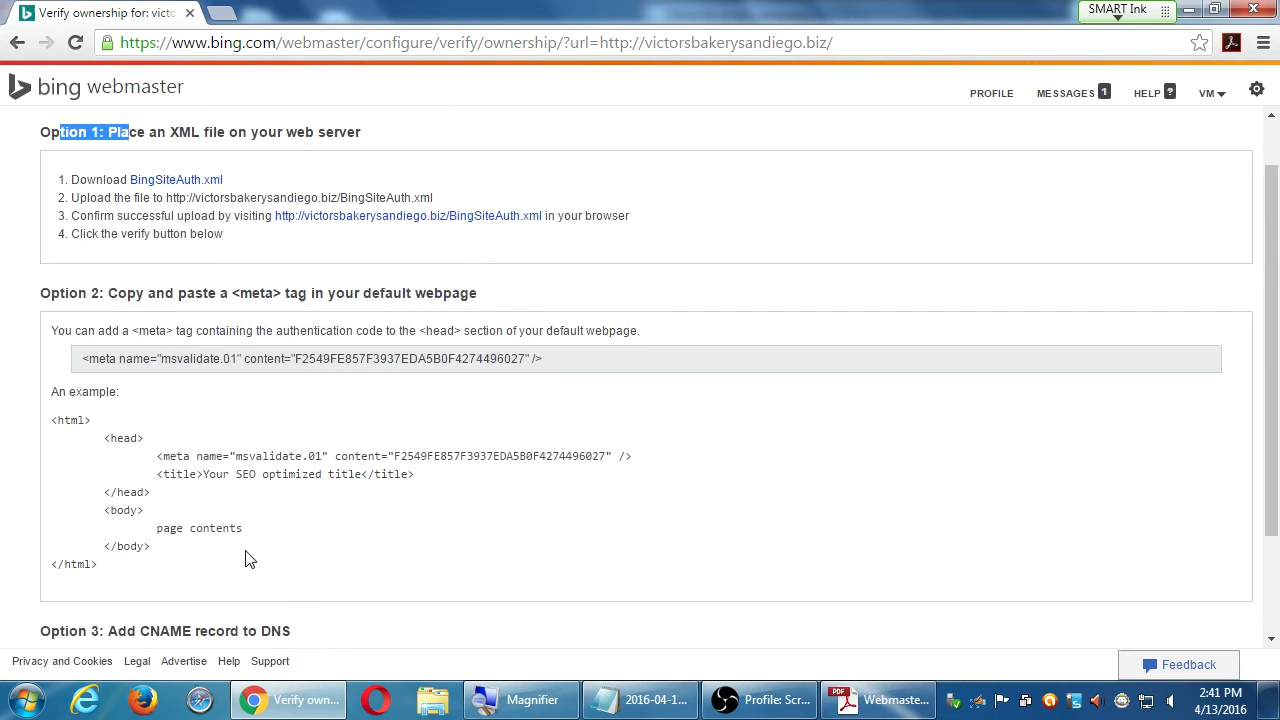 Verify ownership for: victo
SMART Ink
https://www.bing.com/webmaster/configure/verify/ownership/?url=http://victorsbakerysandiego.biz/
bing webmaster
PROFILE MESSAGES 1 HELP ? VM
Option 1: Place an XML file on your web server
1. Download BingSiteAuth.xml
2. Upload the file to http://victorsbakerysandiego.biz/BingSiteAuth.xml
3. Confirm successful upload by visiting http://victorsbakerysandiego.biz/BingSiteAuth.xml in your browser
4. Click the verify button below
Option 2: Copy and paste a <meta> tag in your default webpage
You can add a <meta> tag containing the authentication code to the <head> section of your default webpage.
<meta name="msvalidate.01" content="F2549FE857F3937EDA5B0F4274496027" />
An example:
<html>
<head>
<meta name="msvalidate.01" content="F2549FE857F3937EDA5B0F4274496027" />
<title>Your SEO optimized title</title>
</head>
<body>
page contents
</body>
</html>
Option 3: Add CNAME record to DNS
Privacy and Cookies Legal Advertise Help Support
Feedback
Verify own...
Magnifier
2016-04-1...
Profile: Scr...
PDF
Webmaste...
2:41 PM
4/13/2016